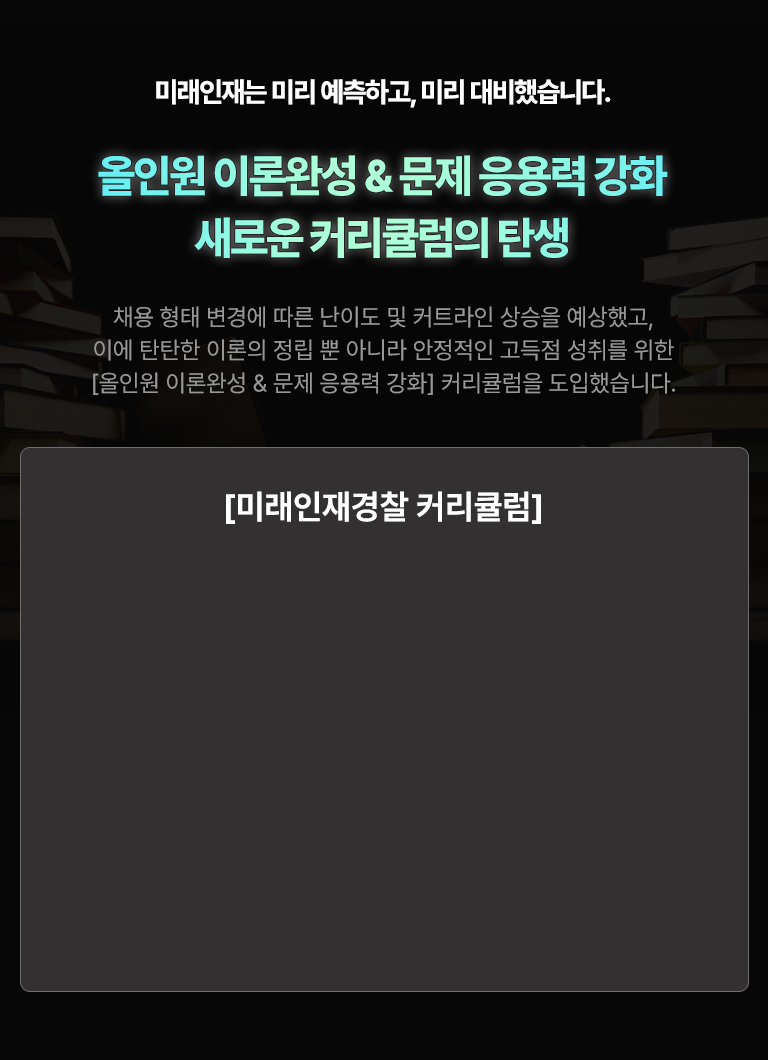 미래인재는 미리 예측하고, 미리 대비했습니다.
올인원 이론완성 & 문제 응용력 강화
새로운 커리큘럼의 탄생
채용 형태 변경에 따른 난이도 및 커트라인 상승을 예상했고,
이에 탄탄한 이론의 정립 뿐 아니라 안정적인 고득점 성취를 위한
[올인원 이론완성 & 문제 응용력 강화] 커리큘럼을 도입했습니다.
[미래인재경찰 커리큘럼]